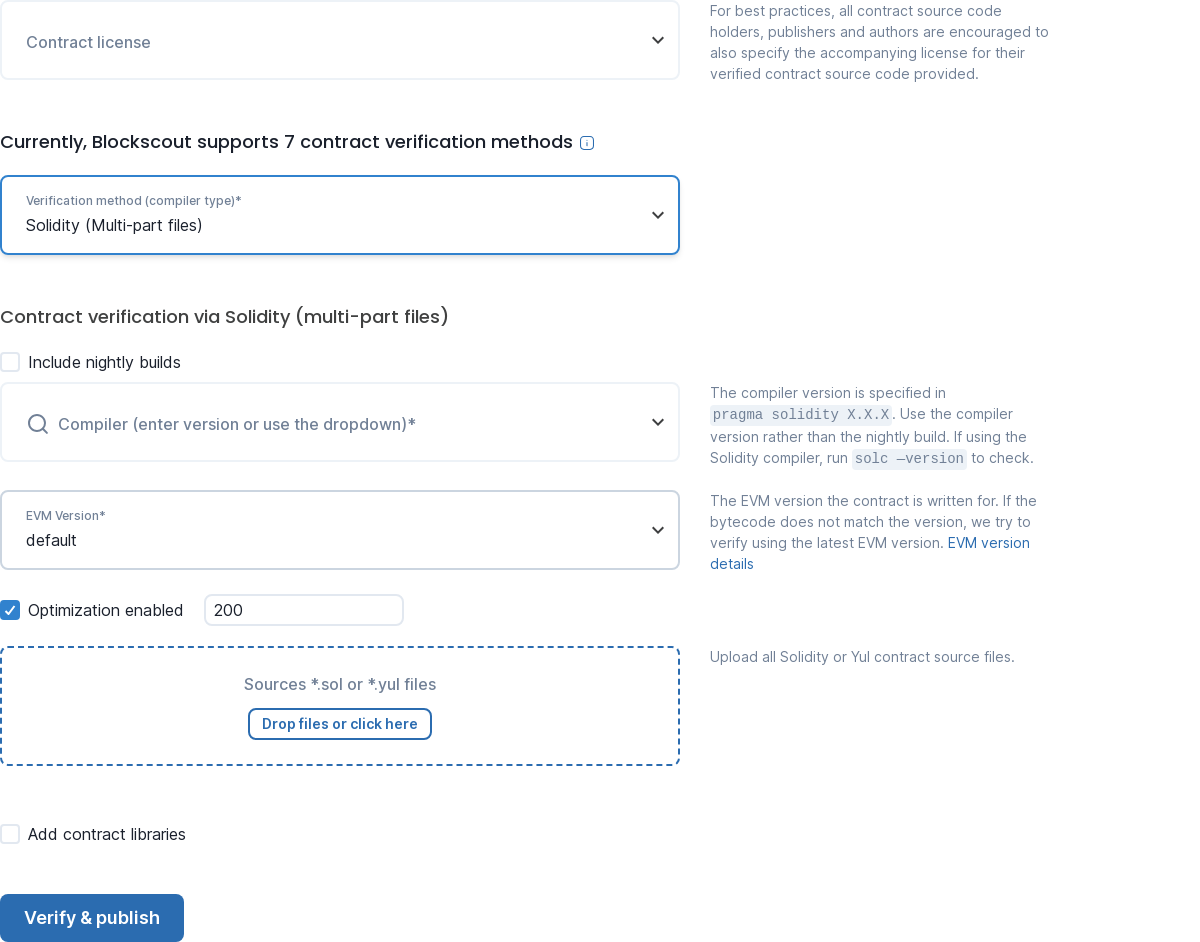 Contract license
For best practices, all contract source code
holders, publishers and authors are encouraged to
also specify the accompanying license for their
verified contract source code provided.
Currently, Blockscout supports 7 contract verification methods
Verification method (compiler type)*
Solidity (Multi-part files)
Contract verification via Solidity (multi-part files)
Include nightly builds
Compiler (enter version or use the dropdown)*
The compiler version is specified in
pragma solidity X.X.X. Use the compiler
version rather than the nightly build. If using the
Solidity compiler, run solc —version to check.
EVM Version*
default
The EVM version the contract is written for. If the
bytecode does not match the version, we try to
verify using the latest EVM version. EVM version
details
Optimization enabled 200
Sources *.sol or *.yul files
Drop files or click here
Upload all Solidity or Yul contract source files.
Add contract libraries
Verify & publish